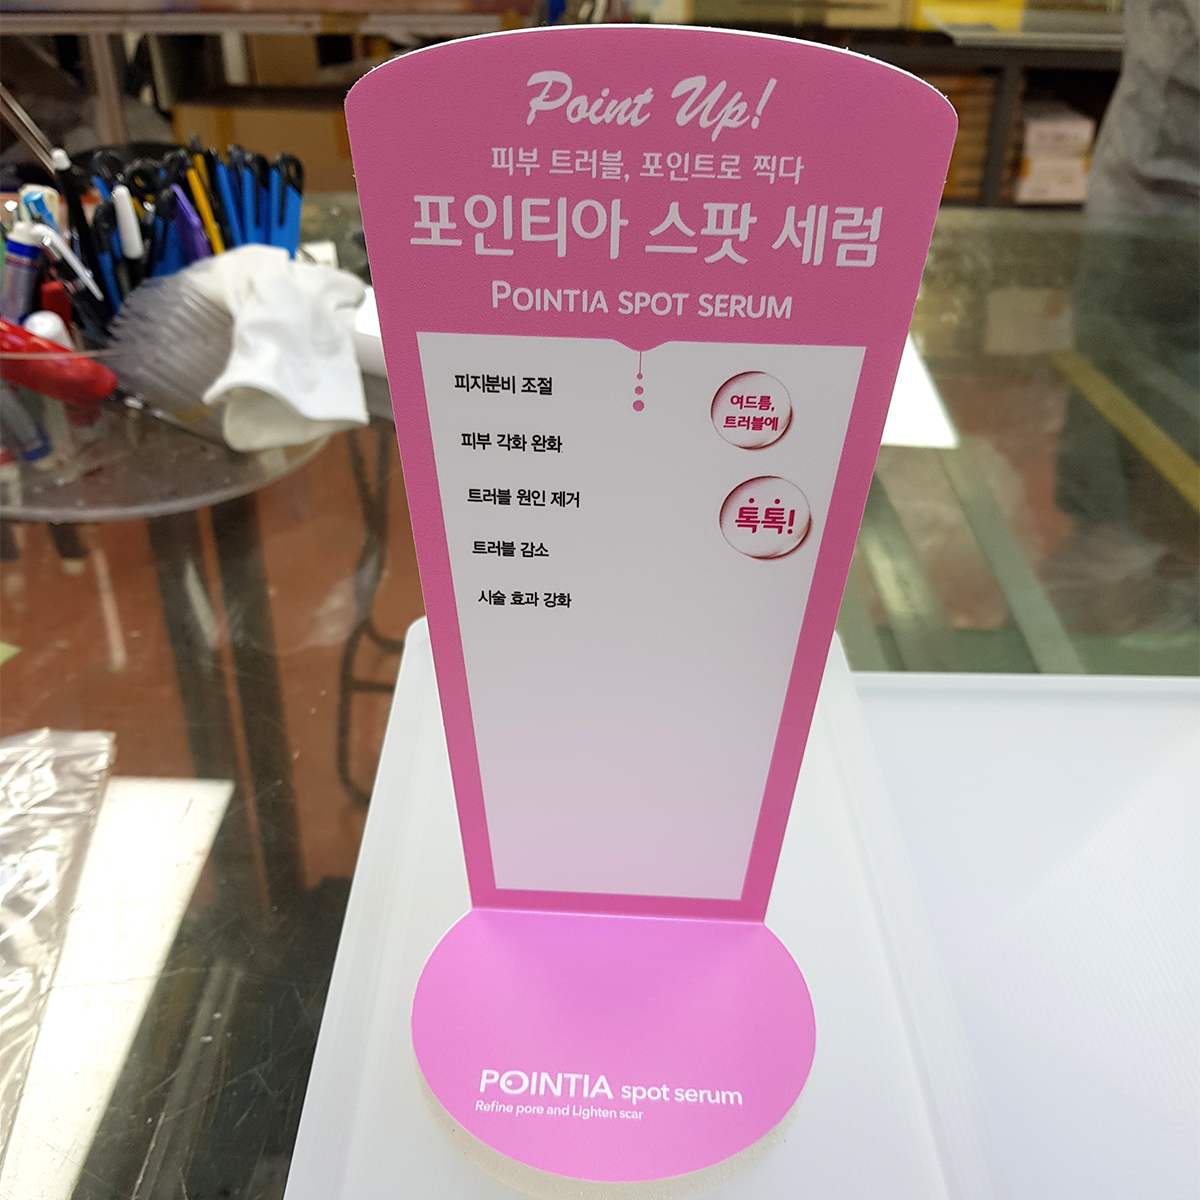 Point Up!
피부 트러블, 포인트로 찍다
포인티아 스팟 세럼
POINTIA SPOT SERUM
피지분비 조절
피부 각화 완화
트러블 원인 제거
트러블 감소
시술 효과 강화
여드름,
트러블에
톡톡!
POINTIA spot serum
Refine pore and Lighten scar